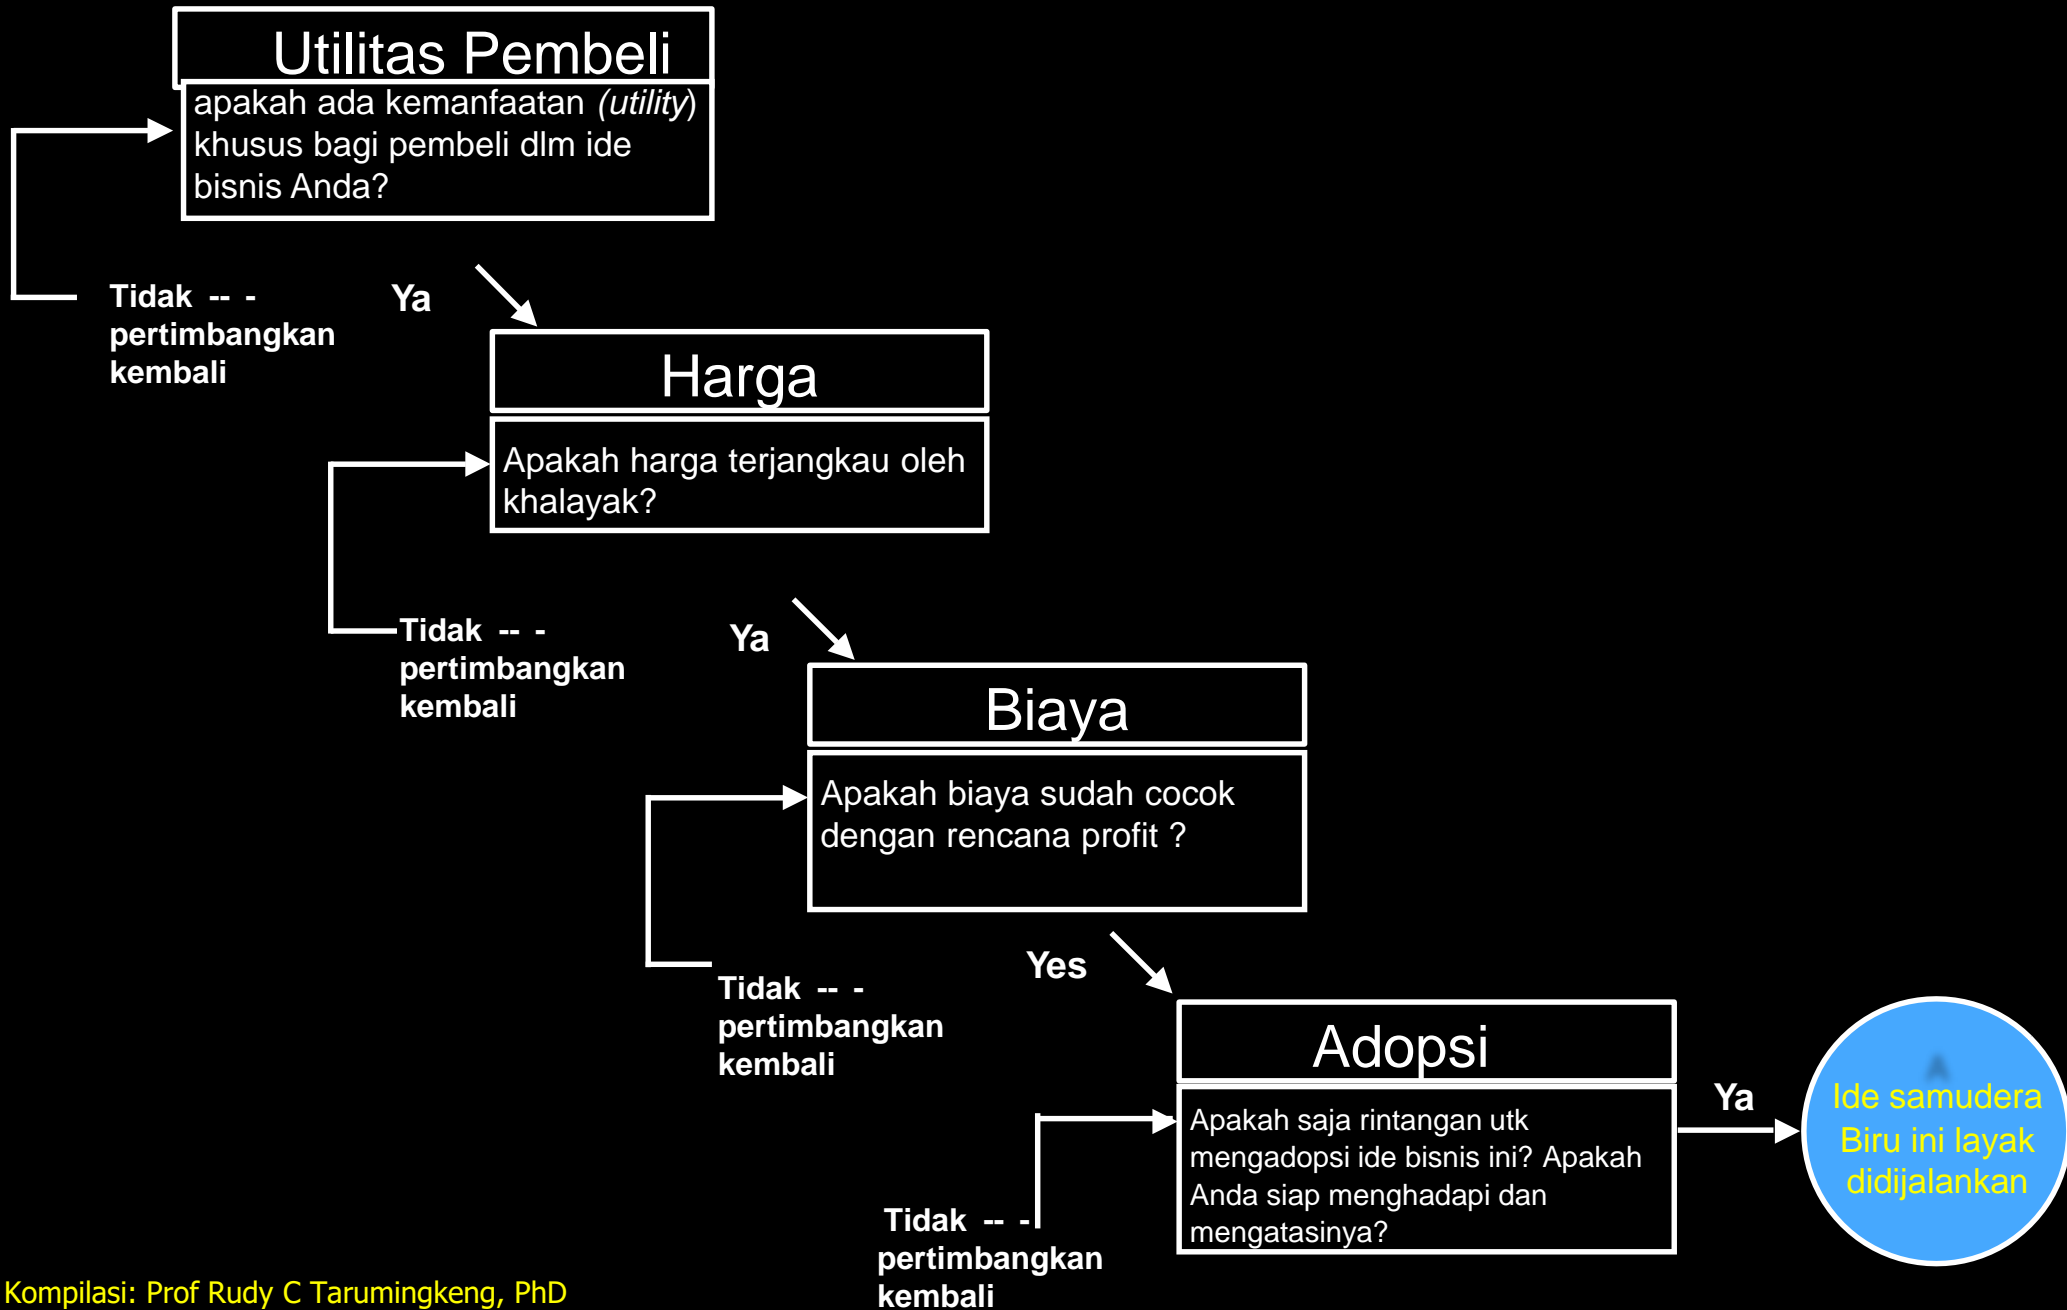 Utilitas Pembeli
apakah ada kemanfaatan (utility)
khusus bagi pembeli dlm ide
bisnis Anda?
Tidak -- -
pertimbangkan
kembali
Ya
Harga
Apakah harga terjangkau oleh
khalayak?
Tidak -- -
pertimbangkan
kembali
Ya
Biaya
Apakah biaya sudah cocok
dengan rencana profit ?
Tidak -- -
pertimbangkan
kembali
Yes
Adopsi
Apakah saja rintangan utk
mengadopsi ide bisnis ini? Apakah
Anda siap menghadapi dan
mengatasinya?
Tidak -- -
pertimbangkan
kembali
Ya
A
Ide samudera
Biru ini layak
didijalankan
Kompilasi: Prof Rudy C Tarumingkeng, PhD